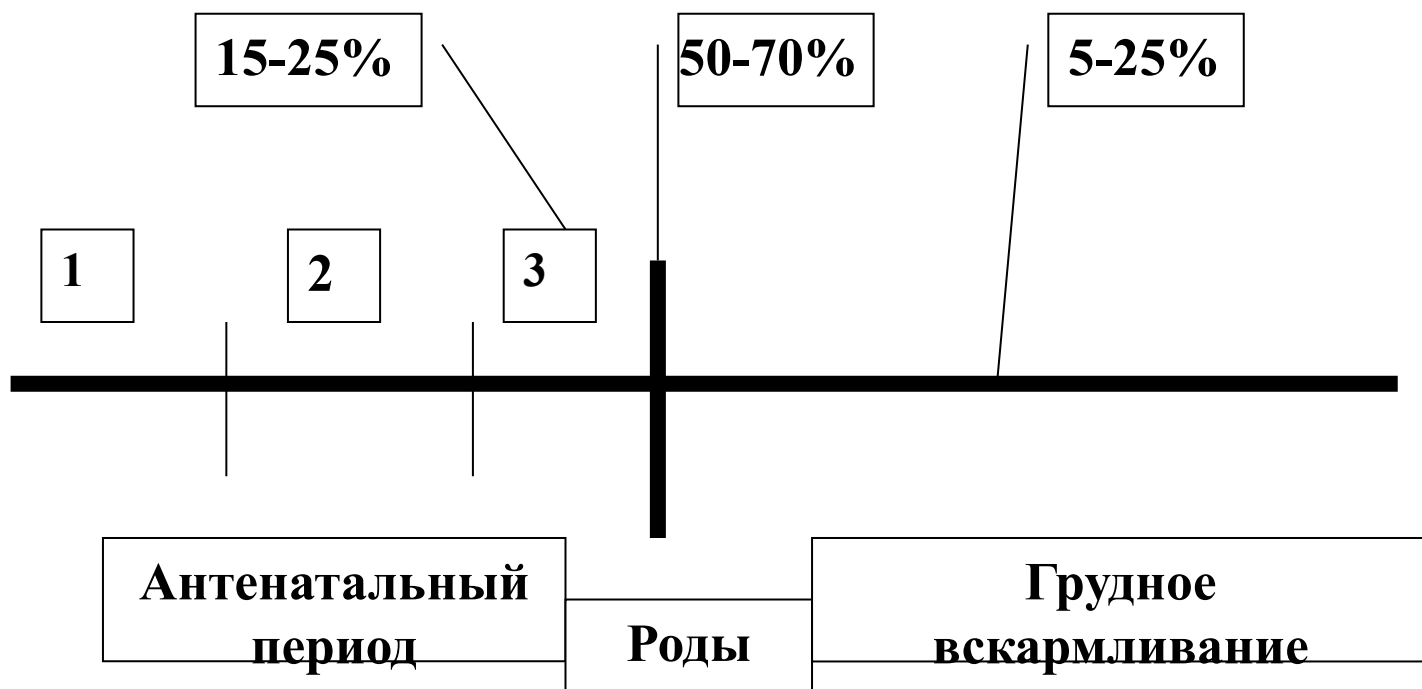 15-25%
50-70%
5-25%
1
2
3
Антенатальный
период
Роды
Грудное
вскармливание